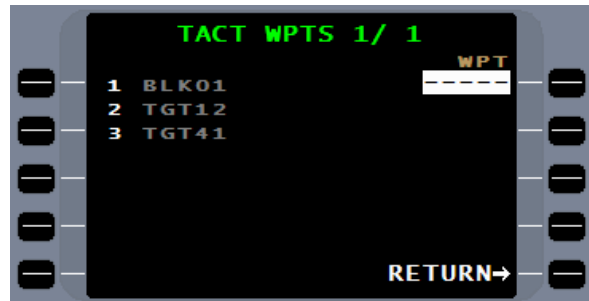 TACT WPTS 1/ 1
WPT
1 BLK01 -----
2 TGT12
3 TGT41
RETURN→